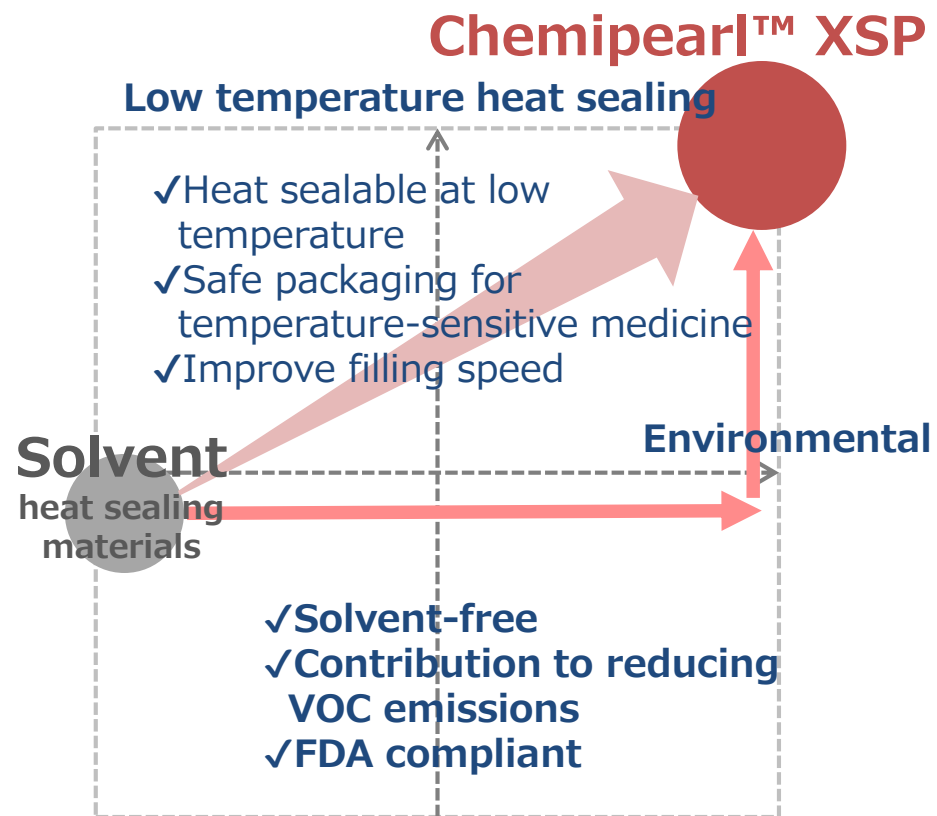 Chemipearl™ XSP
Low temperature heat sealing
✓Heat sealable at low
temperature
✓Safe packaging for
temperature-sensitive medicine
✓Improve filling speed
Environmental
Solvent
heat sealing
materials
✓Solvent-free
✓Contribution to reducing
VOC emissions
✓FDA compliant